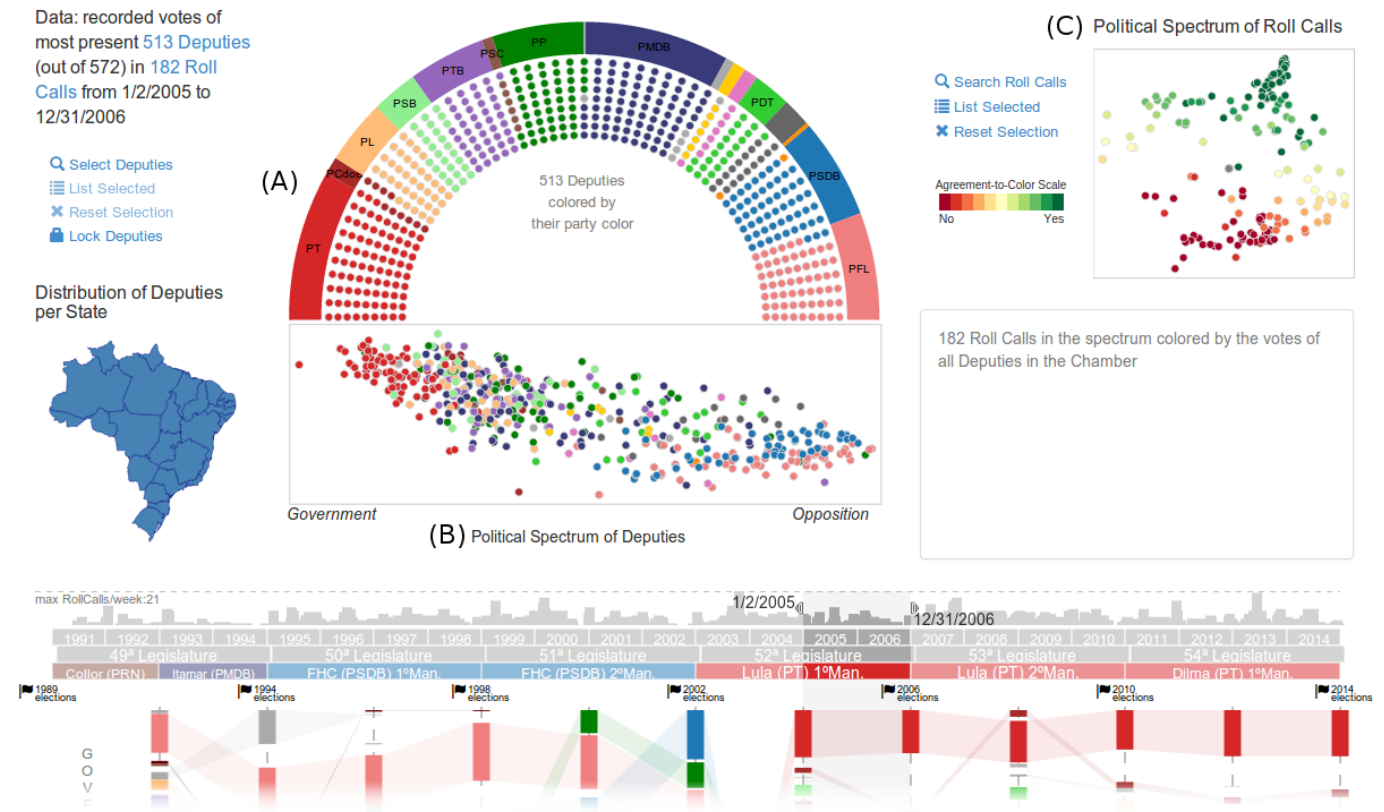 Data: recorded votes of
most present 513 Deputies
(out of 572) in 182 Roll
Calls from 1/2/2005 to
12/31/2006
Select Deputies
List Selected
Reset Selection
Lock Deputies
Distribution of Deputies
per State
(A)
PT
PCdoB
PL
PSB
PTB
PSC
PP
PMDB
PDT
PSDB
PFL
513 Deputies
colored by
their party color
Government
Opposition
(B) Political Spectrum of Deputies
(C) Political Spectrum of Roll Calls
Search Roll Calls
List Selected
Reset Selection
Agreement-to-Color Scale
No Yes
182 Roll Calls in the spectrum colored by the votes of
all Deputies in the Chamber
max RollCalls/week:21
1/2/2005
12/31/2006
1991 1992 1993 1994 1995 1996 1997 1998 1999 2000 2001 2002 2003 2004 2005 2006 2007 2008 2009 2010 2011 2012 2013 2014
49ª Legislature 50ª Legislature 51ª Legislature 52ª Legislature 53ª Legislature 54ª Legislature
Collor (PRN) Itamar (PMDB) FHC (PSDB) 1ºMan. FHC (PSDB) 2ºMan. Lula (PT) 1ºMan. Lula (PT) 2ºMan. Dilma (PT) 1ºMan.
1989 1994 1998 2002 2006 2010 2014
elections elections elections elections elections elections elections
G
O
V
E